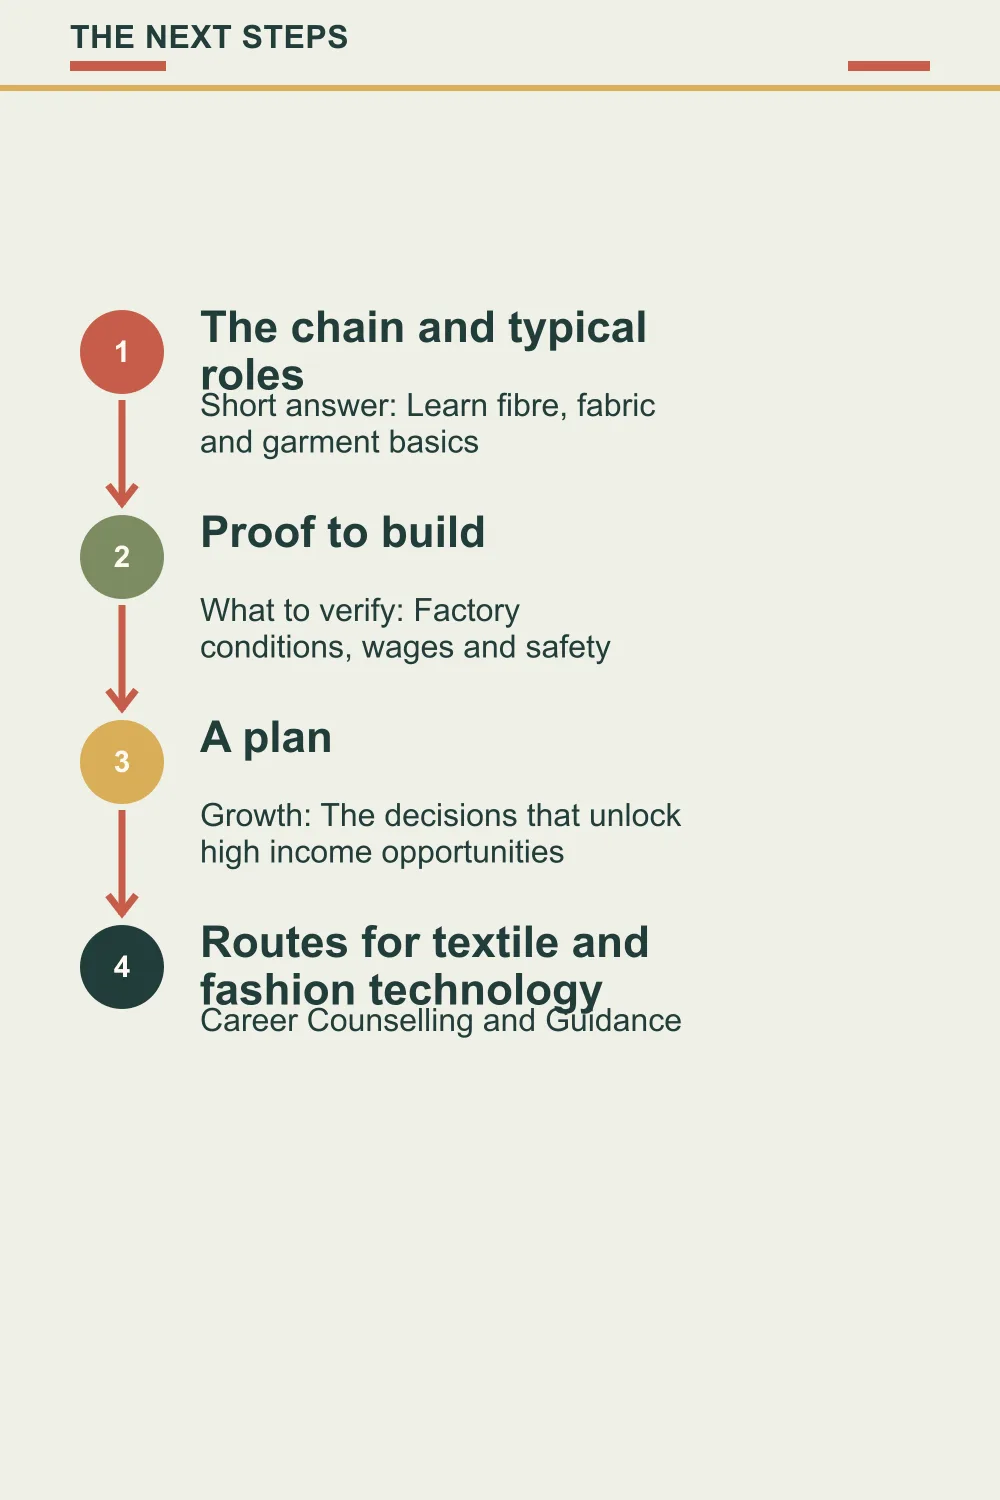 THE NEXT STEPS
1
The chain and typical
roles
Short answer: Learn fibre, fabric
and garment basics
2
Proof to build
What to verify: Factory
conditions, wages and safety
3
A plan
Growth: The decisions that unlock
high income opportunities
4
Routes for textile and
fashion technology
Career Counselling and Guidance